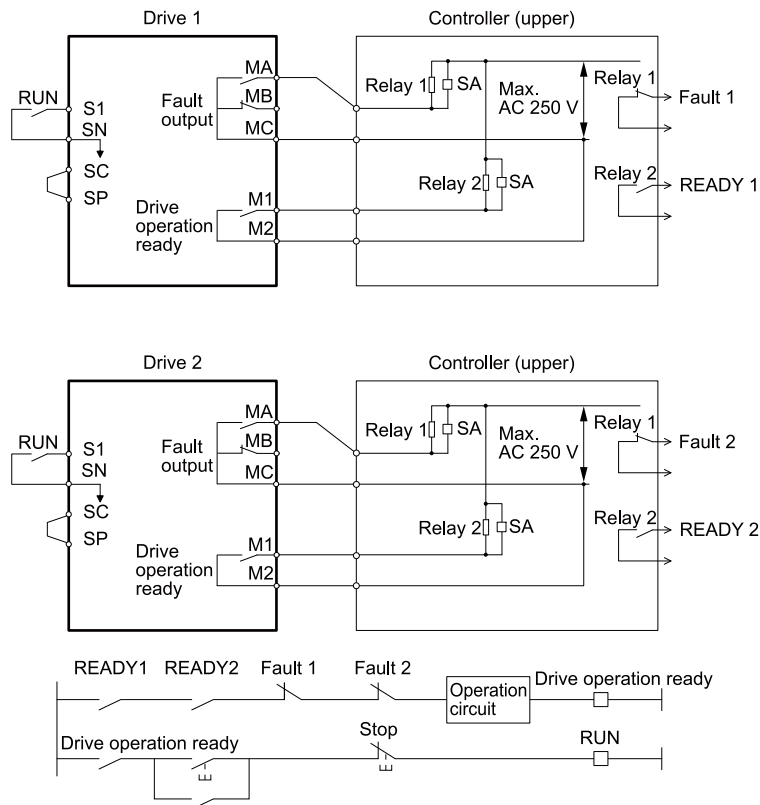 Drive 1
Controller (upper)
RUN
S1
SN
SC
SP
Fault
output
MA
MB
MC
Drive
operation
ready
M1
M2
Relay 1
SA
Max.
AC 250 V
Relay 2
SA
Relay 1
Fault 1
Relay 2
READY 1
Drive 2
Controller (upper)
RUN
S1
SN
SC
SP
Fault
output
MA
MB
MC
Drive
operation
ready
M1
M2
Relay 1
SA
Max.
AC 250 V
Relay 2
SA
Relay 1
Fault 2
Relay 2
READY 2
READY1
READY2
Fault 1
Fault 2
Operation
circuit
Drive operation ready
Drive operation ready
Stop
RUN